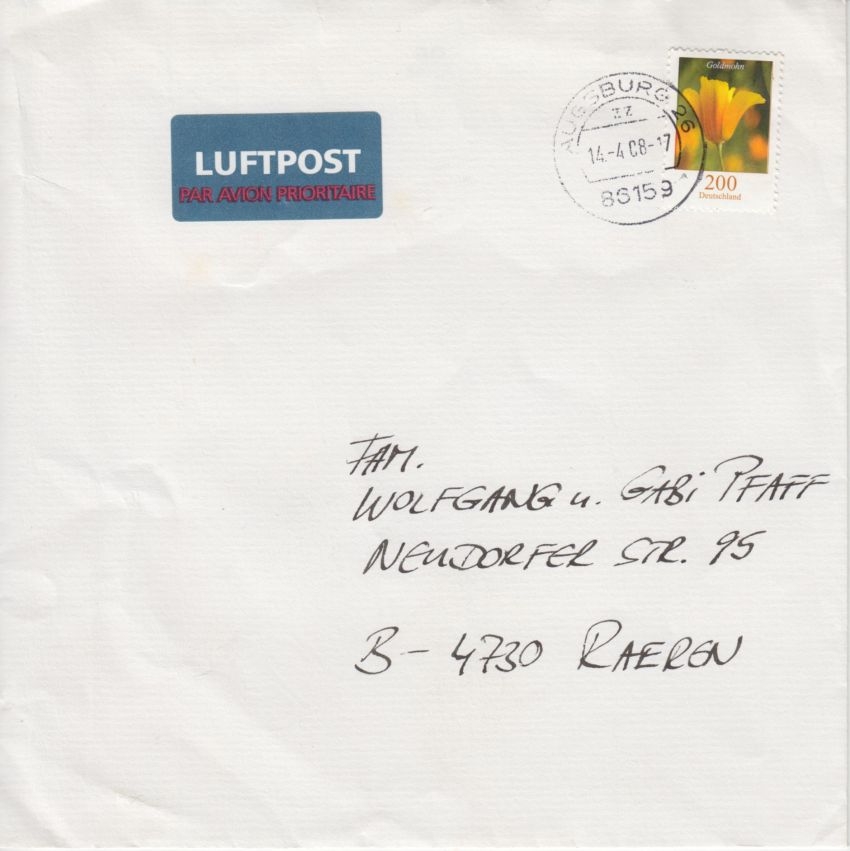 Goldmohn
AUGSBURG 26
zz
14.-4.08-17
86159
200
Deutschland
LUFTPOST
PAR AVION PRIORITAIRE
FAM.
WOLFGANG u. GABi PFAFF
NEUDORFER STR. 95
B - 4730 RAEREN